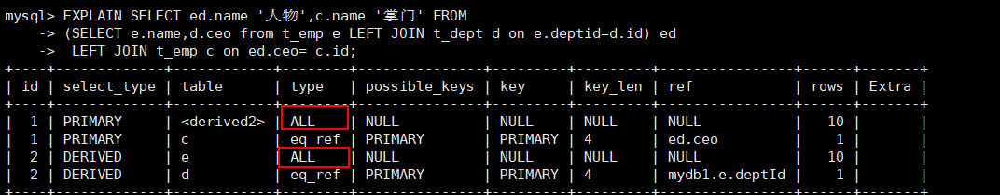 mysql> EXPLAIN SELECT ed.name '人物',c.name '掌门' FROM
    -> (SELECT e.name,d.ceo from t_emp e LEFT JOIN t_dept d on e.deptid=d.id) ed
    ->  LEFT JOIN t_emp c on ed.ceo= c.id;
+----+-------------+------------+--------+---------------+---------+---------+----------------+------+-------+
| id | select_type | table      | type   | possible_keys | key     | key_len | ref            | rows | Extra |
+----+-------------+------------+--------+---------------+---------+---------+----------------+------+-------+
|  1 | PRIMARY     | <derived2> | ALL    | NULL          | NULL    | NULL    | NULL           |   10 |       |
|  1 | PRIMARY     | c          | eq_ref | PRIMARY       | PRIMARY | 4       | ed.ceo         |    1 |       |
|  2 | DERIVED     | e          | ALL    | NULL          | NULL    | NULL    | NULL           |   10 |       |
|  2 | DERIVED     | d          | eq_ref | PRIMARY       | PRIMARY | 4       | mydb1.e.deptId |    1 |       |
+----+-------------+------------+--------+---------------+---------+---------+----------------+------+-------+